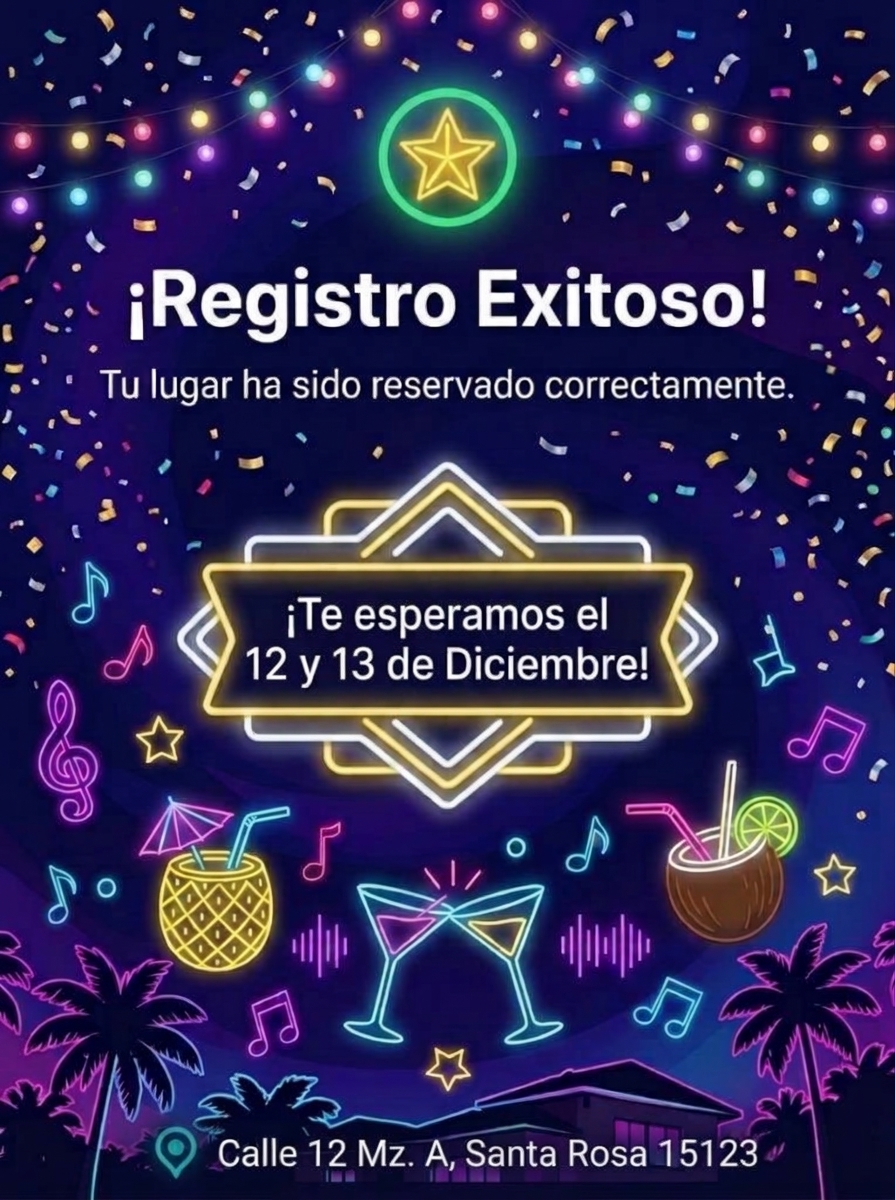 ¡Registro Exitoso!
Tu lugar ha sido reservado correctamente.
¡Te esperamos el
12 y 13 de Diciembre!
Calle 12 Mz. A, Santa Rosa 15123